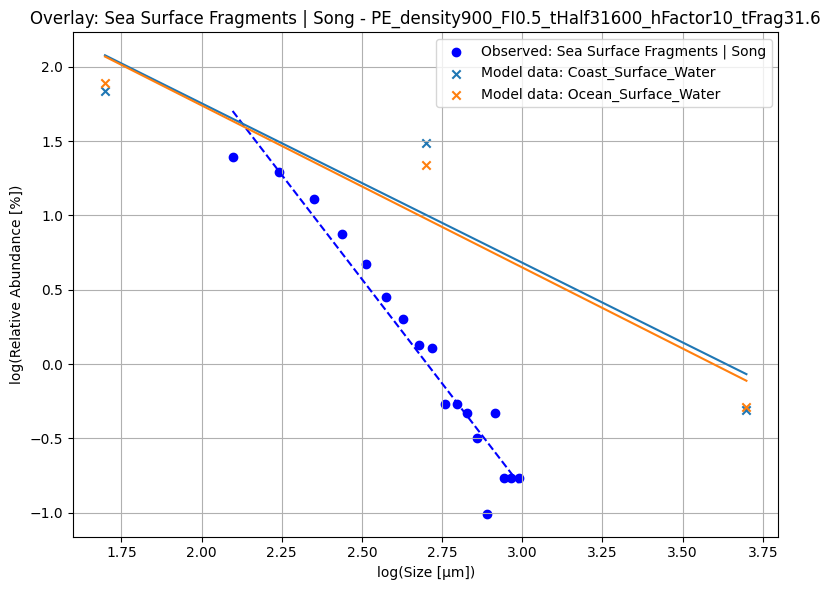 Overlay: Sea Surface Fragments | Song - PE_density900_FI0.5_tHalf31600_hFactor10_tFrag31.6
Observed: Sea Surface Fragments | Song
Model data: Coast_Surface_Water
Model data: Ocean_Surface_Water
log(Relative Abundance [%])
2.0
1.5
1.0
0.5
0.0
−0.5
−1.0
1.75 2.00 2.25 2.50 2.75 3.00 3.25 3.50 3.75
log(Size [μm])